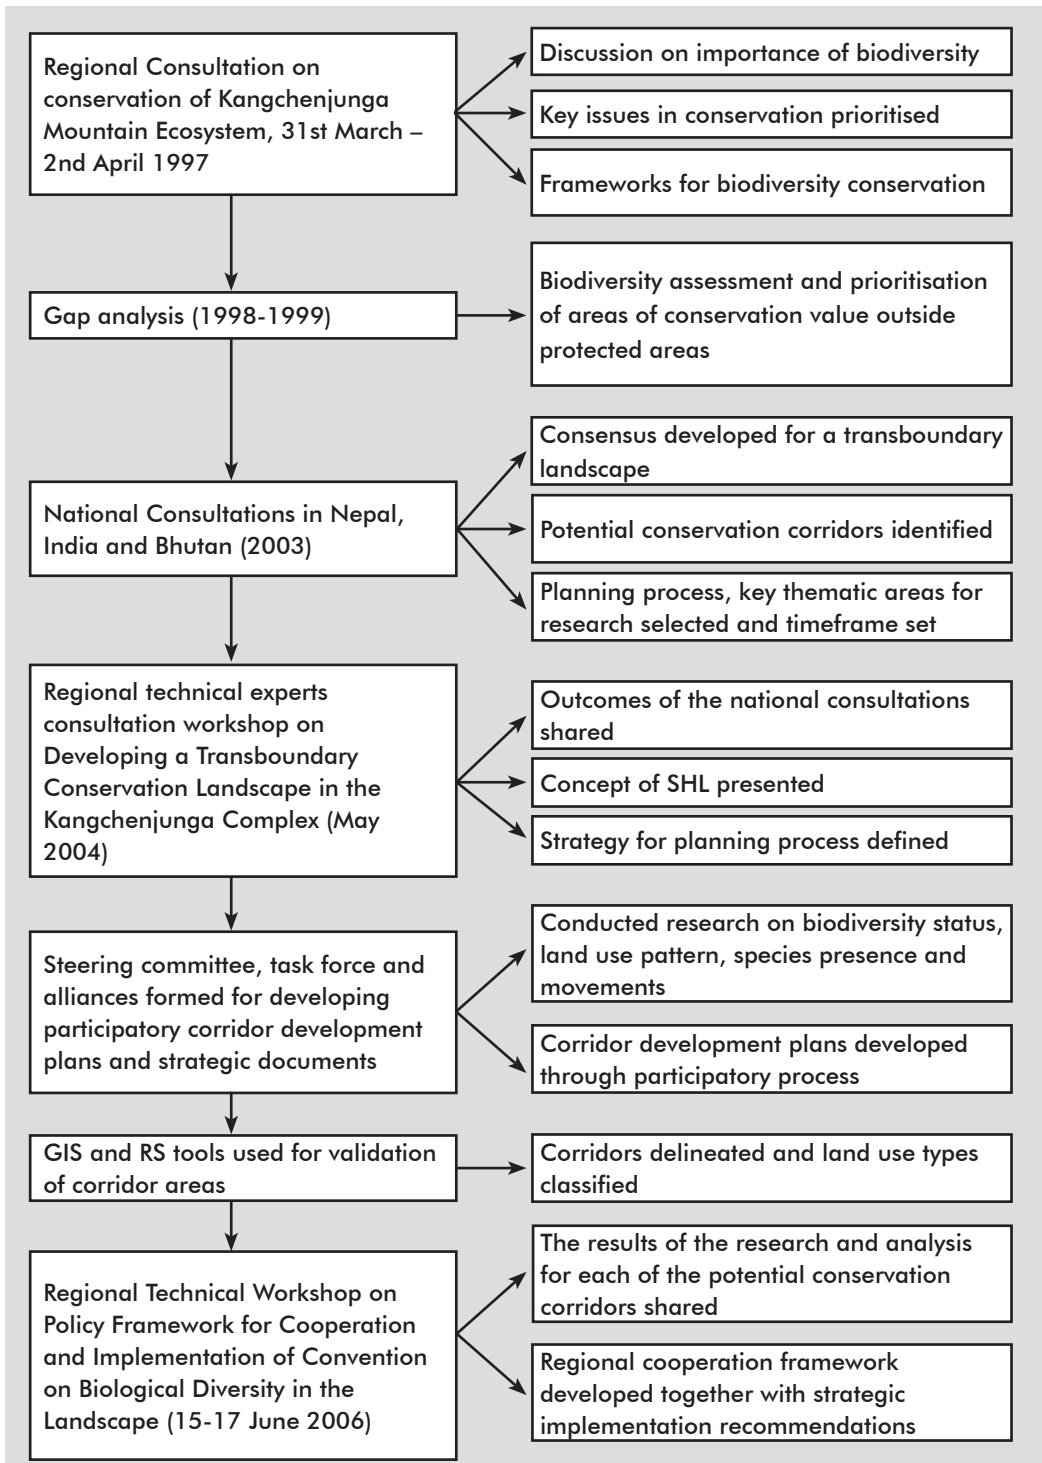 Regional Consultation on
conservation of Kangchenjunga
Mountain Ecosystem, 31st March –
2nd April 1997
Discussion on importance of biodiversity
Key issues in conservation prioritised
Frameworks for biodiversity conservation
Gap analysis (1998-1999)
Biodiversity assessment and prioritisation
of areas of conservation value outside
protected areas
National Consultations in Nepal,
India and Bhutan (2003)
Consensus developed for a transboundary
landscape
Potential conservation corridors identified
Planning process, key thematic areas for
research selected and timeframe set
Regional technical experts
consultation workshop on
Developing a Transboundary
Conservation Landscape in the
Kangchenjunga Complex (May
2004)
Outcomes of the national consultations
shared
Concept of SHL presented
Strategy for planning process defined
Steering committee, task force and
alliances formed for developing
participatory corridor development
plans and strategic documents
Conducted research on biodiversity status,
land use pattern, species presence and
movements
Corridor development plans developed
through participatory process
GIS and RS tools used for validation
of corridor areas
Corridors delineated and land use types
classified
Regional Technical Workshop on
Policy Framework for Cooperation
and Implementation of Convention
on Biological Diversity in the
Landscape (15-17 June 2006)
The results of the research and analysis
for each of the potential conservation
corridors shared
Regional cooperation framework
developed together with strategic
implementation recommendations